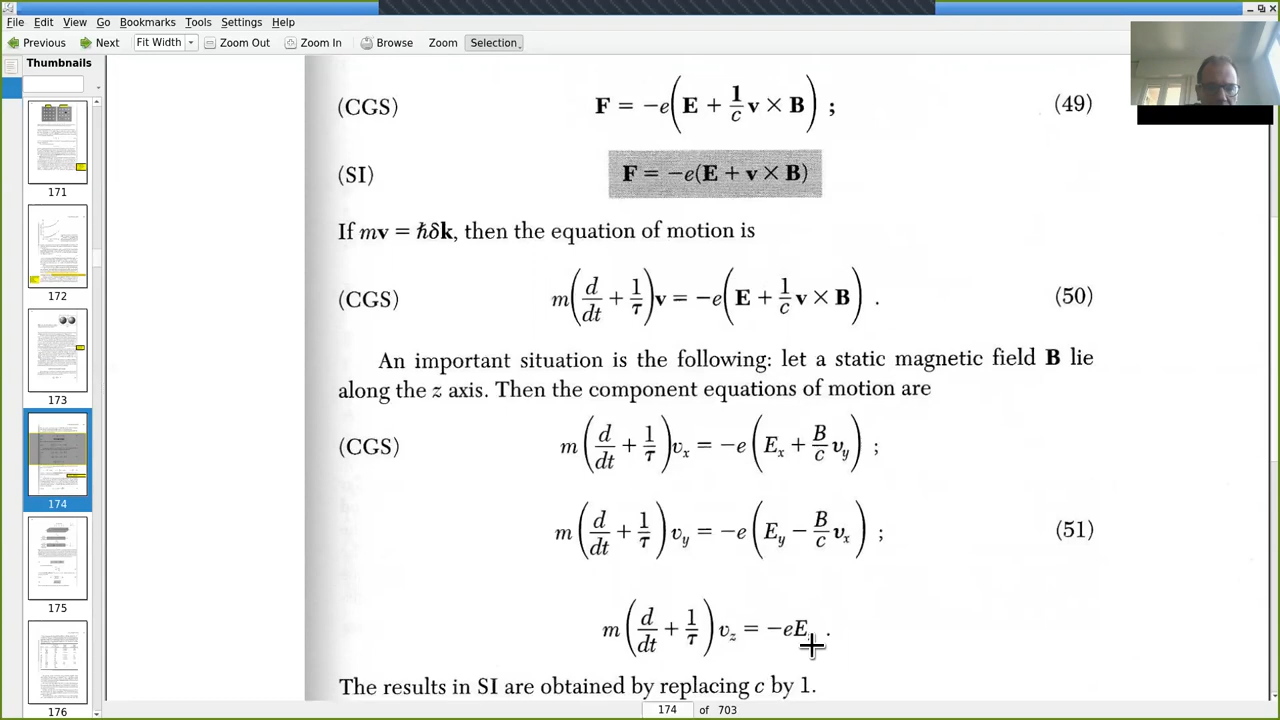 File Edit View Go Bookmarks Tools Settings Help
Previous Next Fit Width Zoom Out Zoom In Browse Zoom Selection
Thumbnails
171
172
173
174
175
176
(CGS) F = −e(E + 1/c v × B) ; (49)
(SI) F = −e(E + v × B)
If mv = ℏδk, then the equation of motion is
(CGS) m(d/dt + 1/τ)v = −e(E + 1/c v × B) . (50)
An important situation is the following: let a static magnetic field B lie
along the z axis. Then the component equations of motion are
(CGS) m(d/dt + 1/τ)v_x = −e(E_x + B/c v_y) ;
m(d/dt + 1/τ)v_y = −e(E_y − B/c v_x) ; (51)
m(d/dt + 1/τ)v_z = −eE .
The results in SI are obtained by replacing c by 1.
174 of 703